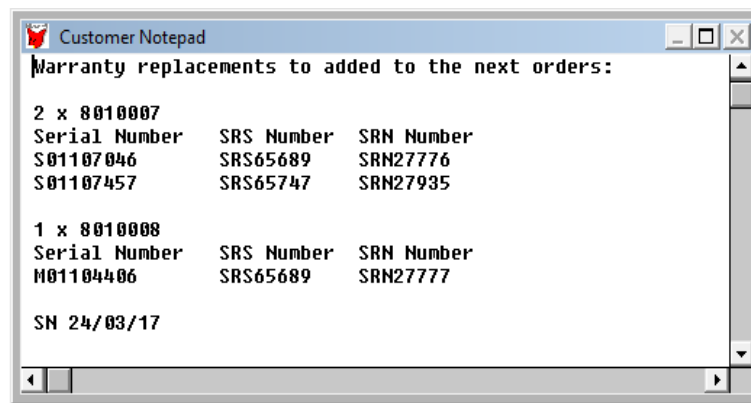 Customer Notepad
Warranty replacements to added to the next orders:
2 x 8010007
Serial Number SRS Number SRN Number
S01107046 SRS65689 SRN27776
S01107457 SRS65747 SRN27935
1 x 8010008
Serial Number SRS Number SRN Number
M01104406 SRS65689 SRN27777
SN 24/03/17